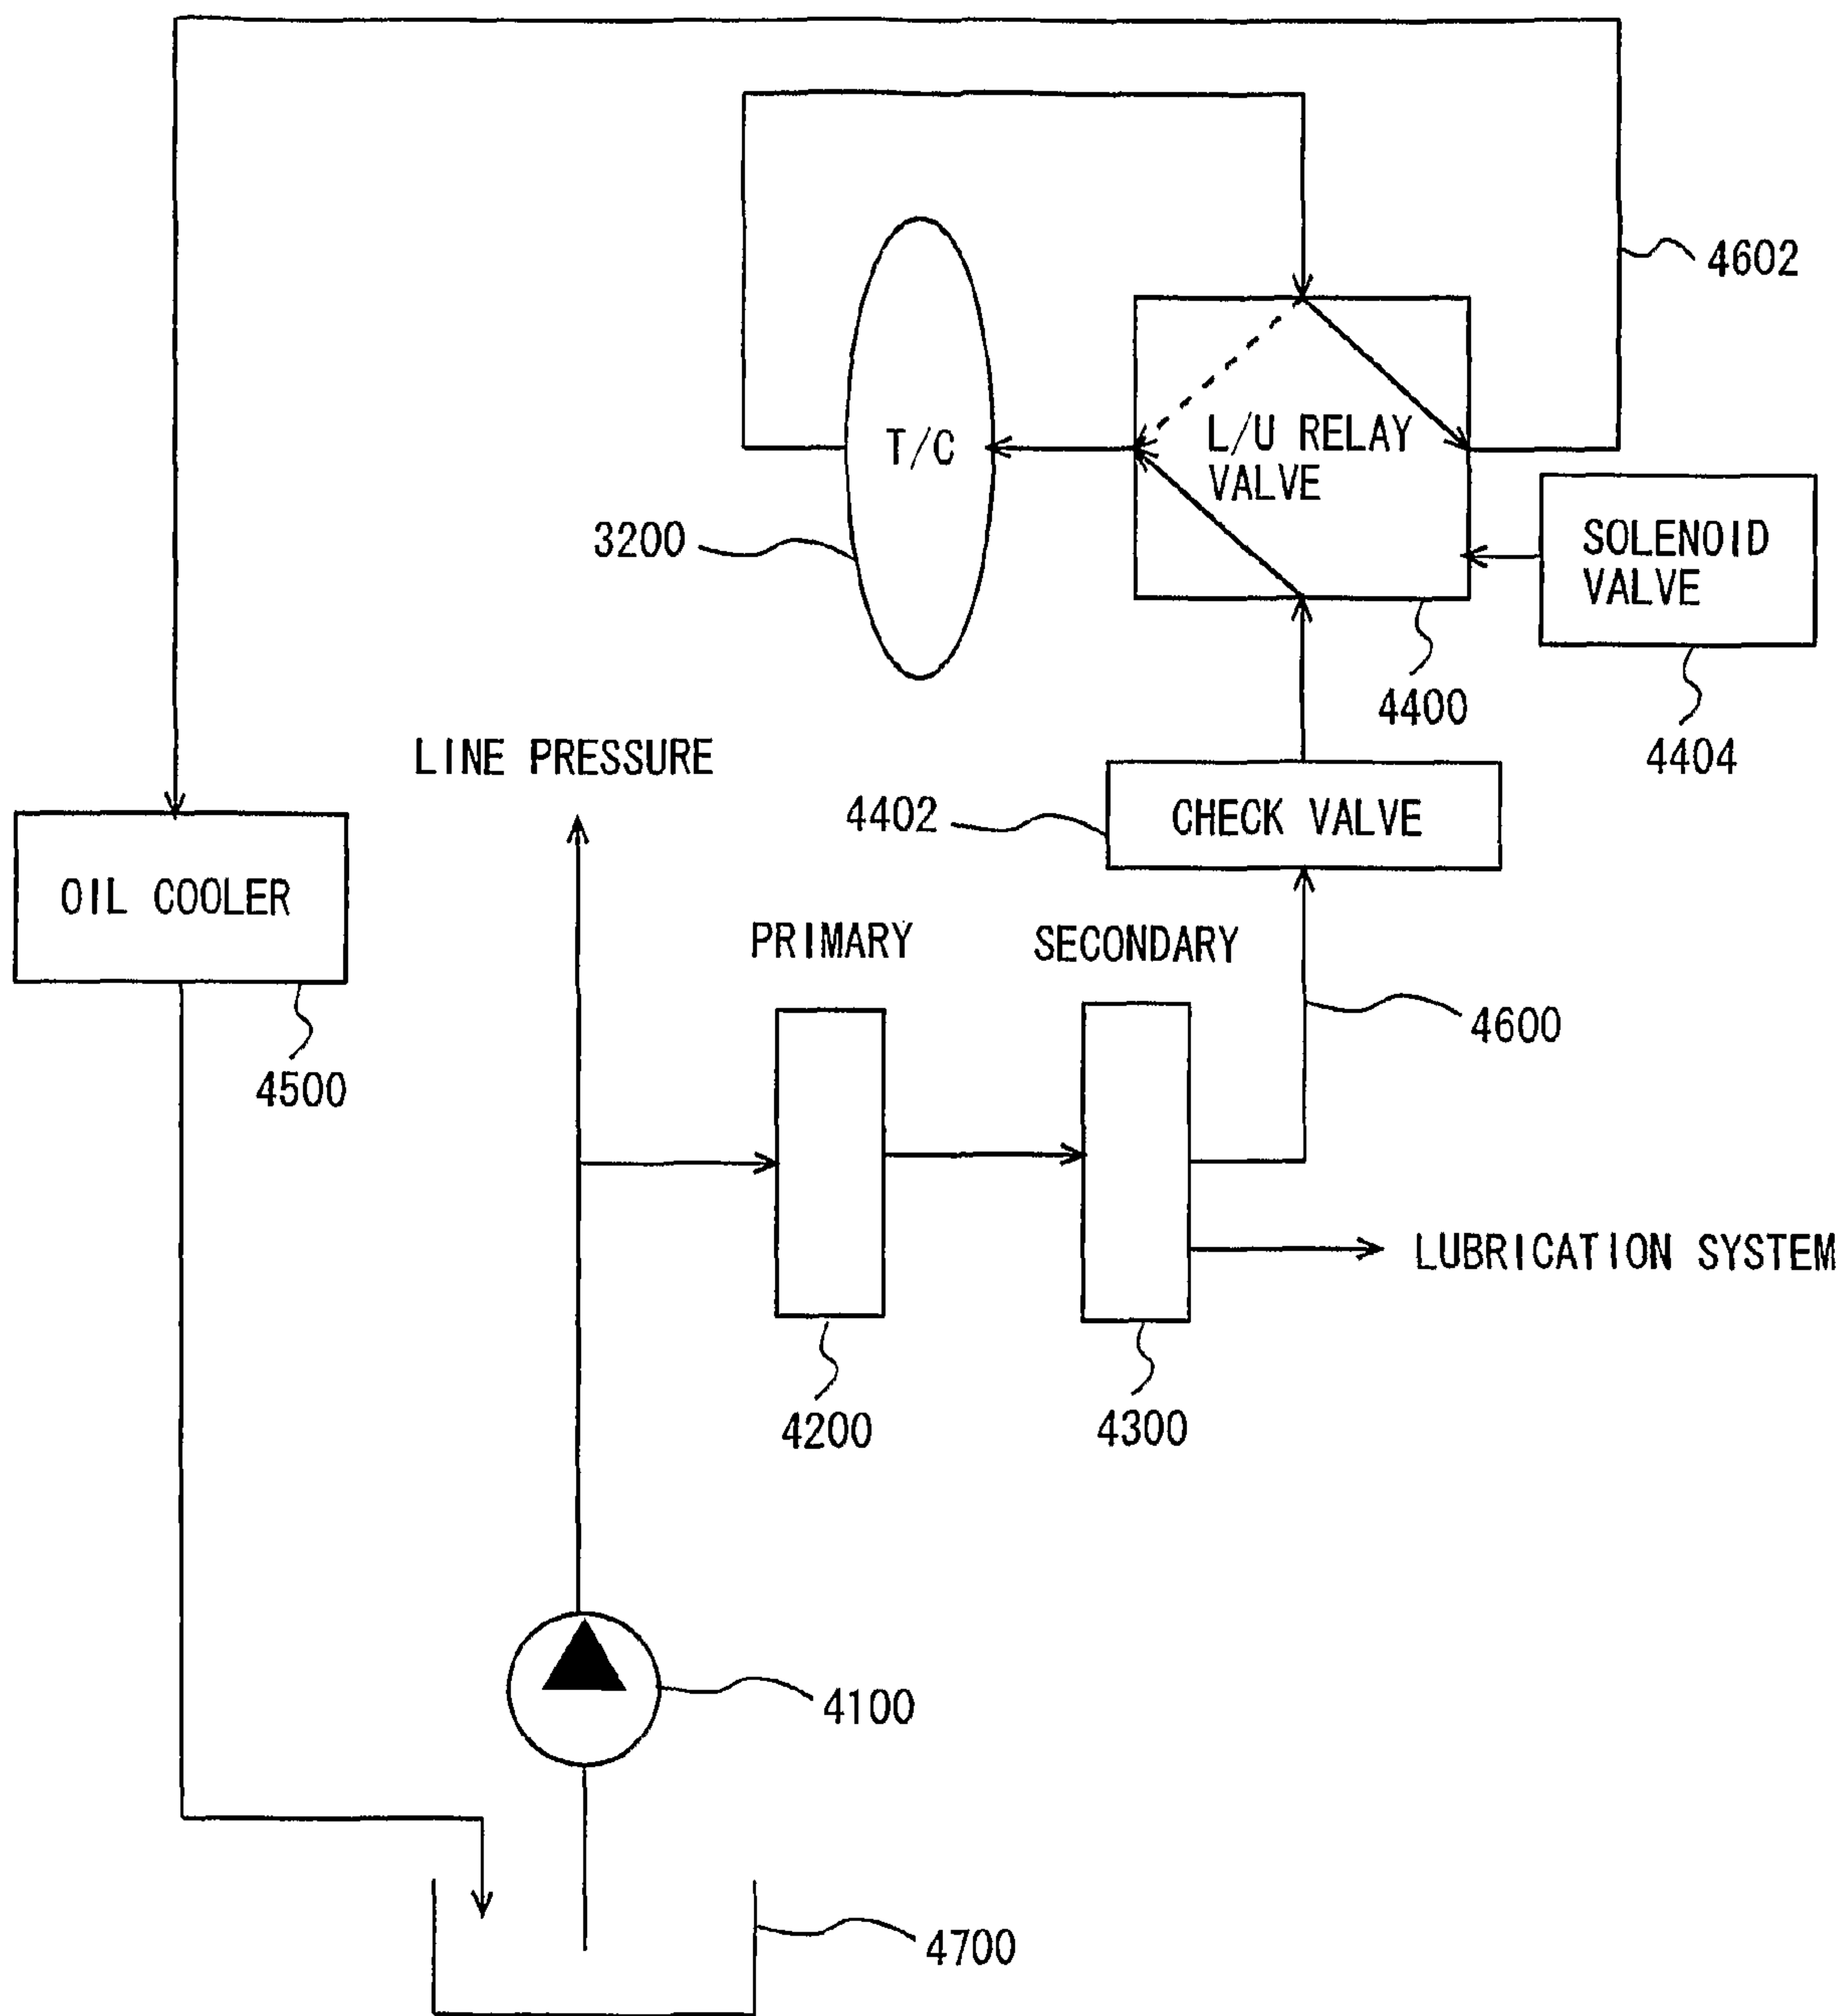 4602
T/C
L/U RELAY
VALVE
3200
SOLENOID
VALVE
4400
4404
LINE PRESSURE
4402
CHECK VALVE
OIL COOLER
PRIMARY
SECONDARY
4600
4500
LUBRICATION SYSTEM
4200
4300
4100
4700